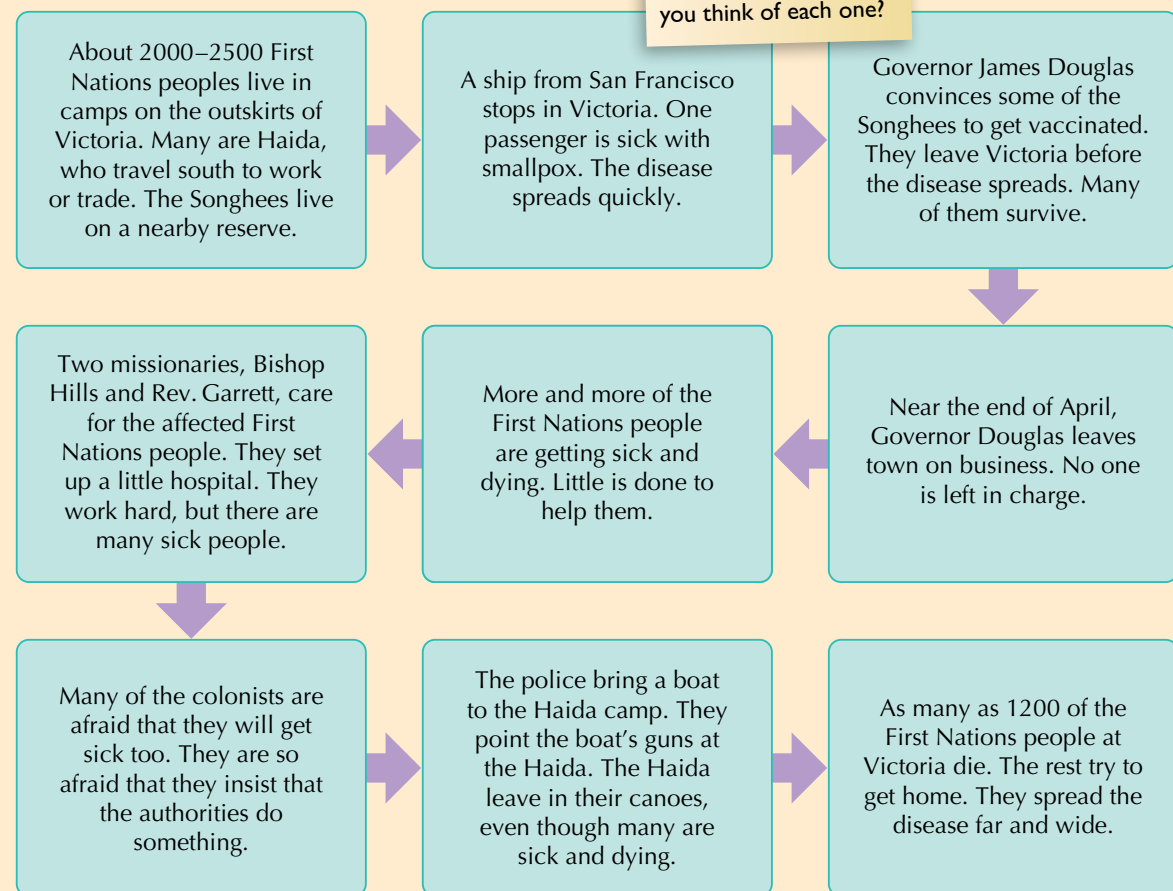 you think of each one?
About 2000–2500 First
Nations peoples live in
camps on the outskirts of
Victoria. Many are Haida,
who travel south to work
or trade. The Songhees live
on a nearby reserve.
A ship from San Francisco
stops in Victoria. One
passenger is sick with
smallpox. The disease
spreads quickly.
Governor James Douglas
convinces some of the
Songhees to get vaccinated.
They leave Victoria before
the disease spreads. Many
of them survive.
Near the end of April,
Governor Douglas leaves
town on business. No one
is left in charge.
More and more of the
First Nations people
are getting sick and
dying. Little is done to
help them.
Two missionaries, Bishop
Hills and Rev. Garrett, care
for the affected First
Nations people. They set
up a little hospital. They
work hard, but there are
many sick people.
Many of the colonists are
afraid that they will get
sick too. They are so
afraid that they insist that
the authorities do
something.
The police bring a boat
to the Haida camp. They
point the boat’s guns at
the Haida. The Haida
leave in their canoes,
even though many are
sick and dying.
As many as 1200 of the
First Nations people at
Victoria die. The rest try to
get home. They spread the
disease far and wide.